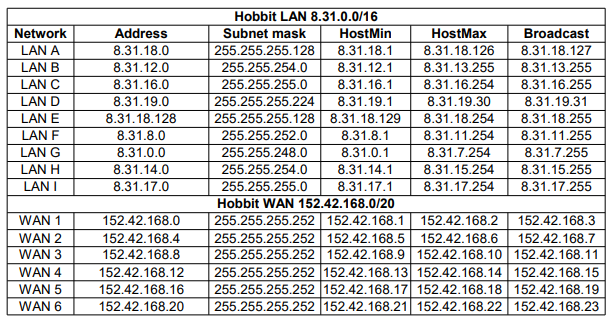 Hobbit LAN 8.31.0.0/16
Network Address Subnet mask HostMin HostMax Broadcast
LAN A 8.31.18.0 255.255.255.128 8.31.18.1 8.31.18.126 8.31.18.127
LAN B 8.31.12.0 255.255.254.0 8.31.12.1 8.31.13.255 8.31.13.255
LAN C 8.31.16.0 255.255.255.0 8.31.16.1 8.31.16.254 8.31.16.255
LAN D 8.31.19.0 255.255.255.224 8.31.19.1 8.31.19.30 8.31.19.31
LAN E 8.31.18.128 255.255.255.128 8.31.18.129 8.31.18.254 8.31.18.255
LAN F 8.31.8.0 255.255.252.0 8.31.8.1 8.31.11.254 8.31.11.255
LAN G 8.31.0.0 255.255.248.0 8.31.0.1 8.31.7.254 8.31.7.255
LAN H 8.31.14.0 255.255.254.0 8.31.14.1 8.31.15.254 8.31.15.255
LAN I 8.31.17.0 255.255.255.0 8.31.17.1 8.31.17.254 8.31.17.255
Hobbit WAN 152.42.168.0/20
WAN 1 152.42.168.0 255.255.255.252 152.42.168.1 152.42.168.2 152.42.168.3
WAN 2 152.42.168.4 255.255.255.252 152.42.168.5 152.42.168.6 152.42.168.7
WAN 3 152.42.168.8 255.255.255.252 152.42.168.9 152.42.168.10 152.42.168.11
WAN 4 152.42.168.12 255.255.255.252 152.42.168.13 152.42.168.14 152.42.168.15
WAN 5 152.42.168.16 255.255.255.252 152.42.168.17 152.42.168.18 152.42.168.19
WAN 6 152.42.168.20 255.255.255.252 152.42.168.21 152.42.168.22 152.42.168.23